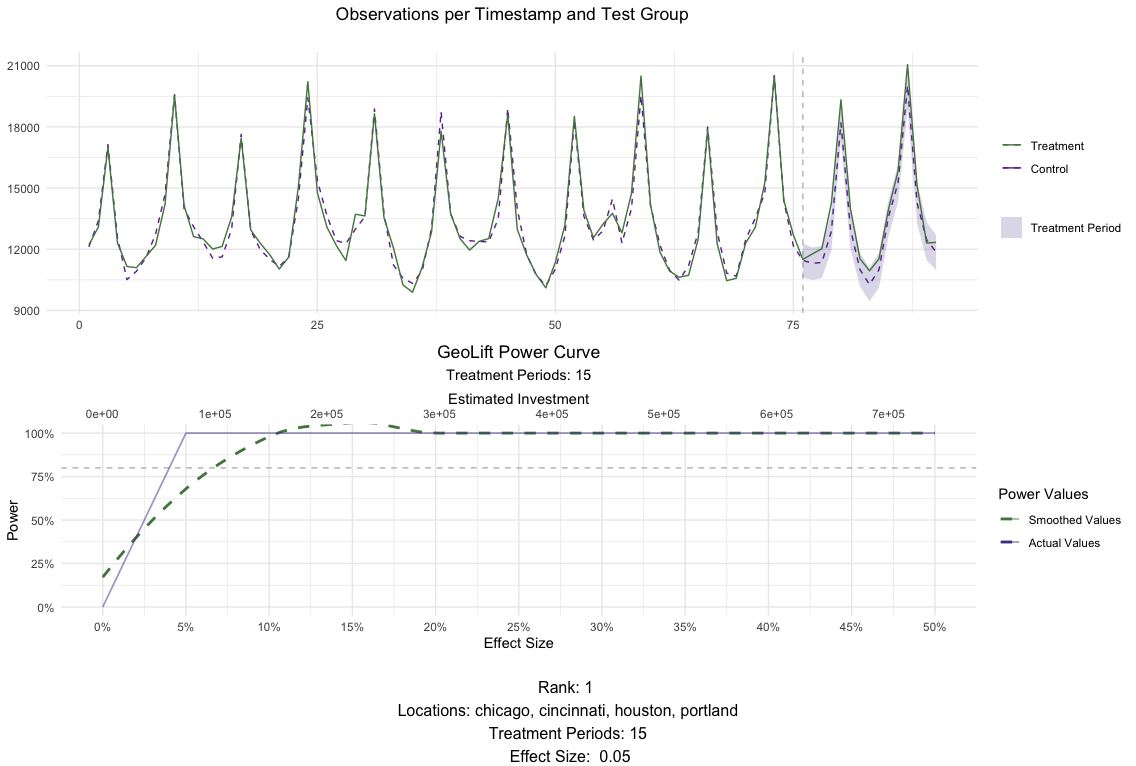 Observations per Timestamp and Test Group
21000
18000
15000
12000
9000
0 25 50 75
Treatment
Control
Treatment Period
GeoLift Power Curve
Treatment Periods: 15
Estimated Investment
0e+00 1e+05 2e+05 3e+05 4e+05 5e+05 6e+05 7e+05
Power
100%
75%
50%
25%
0%
0% 5% 10% 15% 20% 25% 30% 35% 40% 45% 50%
Effect Size
Power Values
Smoothed Values
Actual Values
Rank: 1
Locations: chicago, cincinnati, houston, portland
Treatment Periods: 15
Effect Size: 0.05